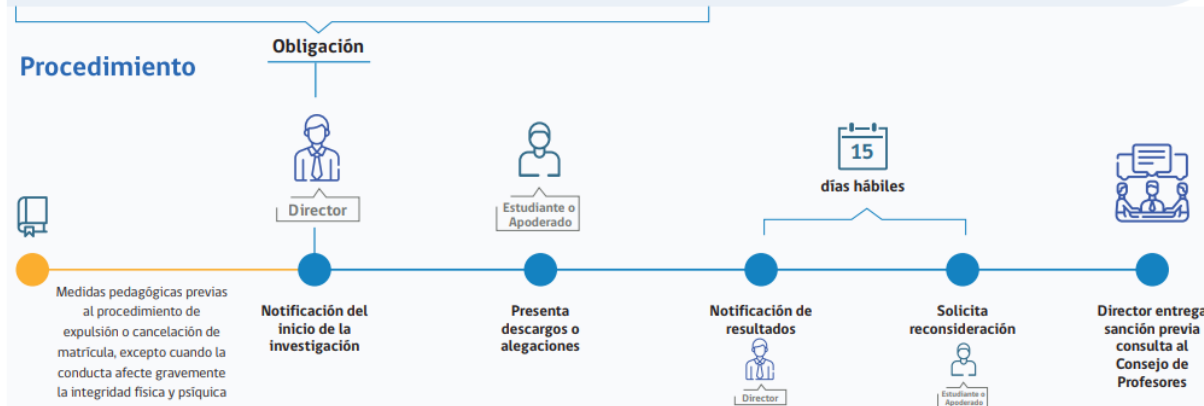 Obligación
Procedimiento
Director
Estudiante o
Apoderado
15
días hábiles
Medidas pedagógicas previas
al procedimiento de
expulsión o cancelación de
matrícula, excepto cuando la
conducta afecte gravemente
la integridad física y psíquica
Notificación del
inicio de la
investigación
Presenta
descargos o
alegaciones
Notificación de
resultados
Director
Solicita
reconsideración
Estudiante o
Apoderado
Director entrega
sanción previa
consulta al
Consejo de
Profesores